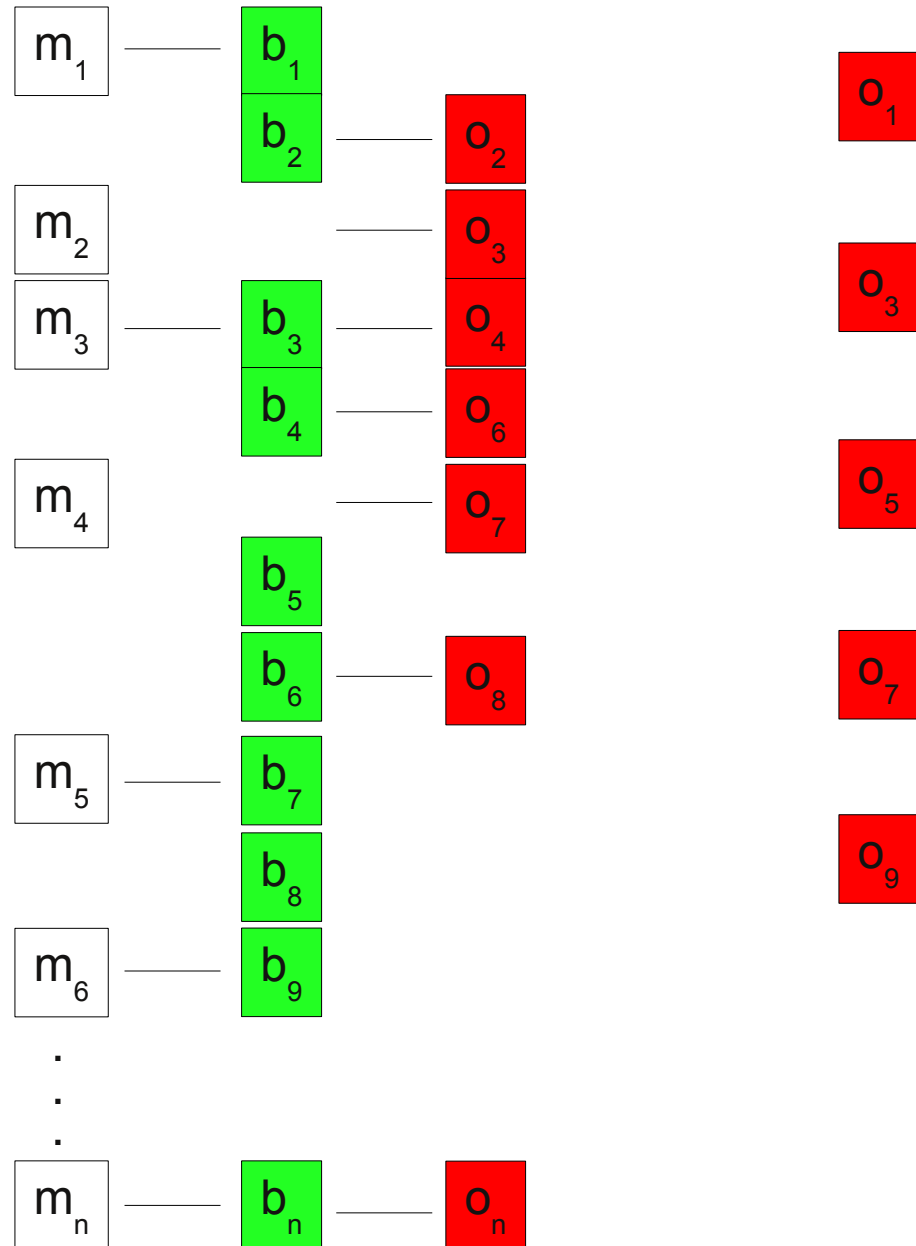 m1 b1
o1
b2 o2
m2 o3
o3
m3 b3 o4
b4 o6
o5
m4 o7
b5
b6 o8
o7
m5 b7
b8
o9
m6 b9
.
.
.
mn bn on